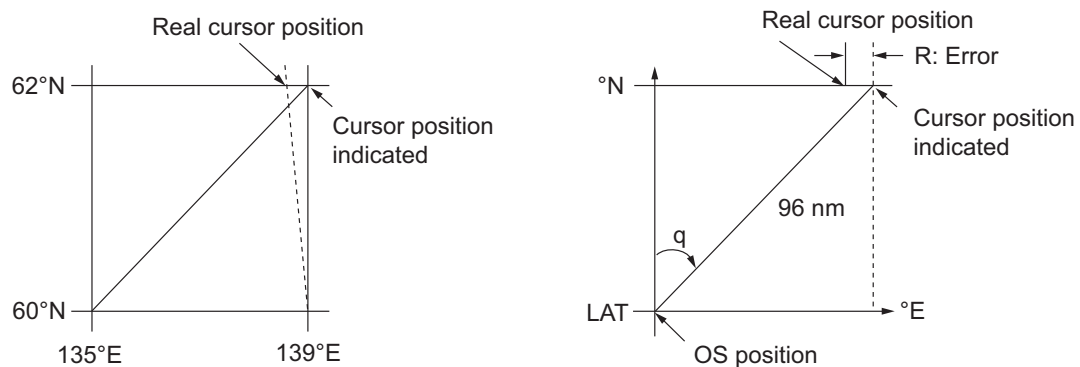 Real cursor position
62°N
Cursor position
indicated
60°N
135°E
139°E
Real cursor position
R: Error
°N
Cursor position
indicated
96 nm
q
LAT
°E
OS position